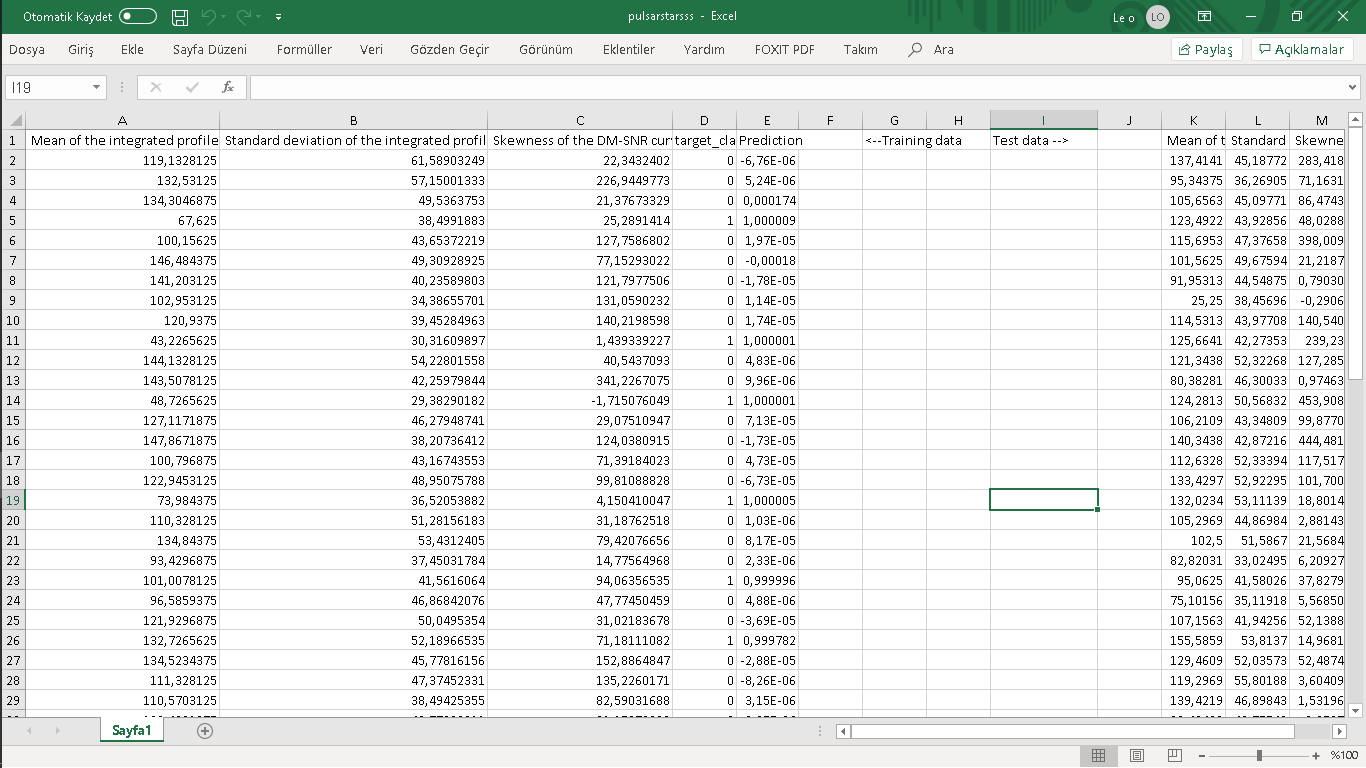 Otomatik Kaydet pulsarstarsss - Excel Le o LO
Dosya Giriş Ekle Sayfa Düzeni Formüller Veri Gözden Geçir Görünüm Eklentiler Yardım FOXIT PDF Takım Ara Paylaş Açıklamalar
I19 fx
A B C D E F G H I J K L M
1 Mean of the integrated profile Standard deviation of the integrated profil Skewness of the DM-SNR cur target_cla Prediction <--Training data Test data --> Mean of t Standard Skewne
2 119,1328125 61,58903249 22,3432402 0 -6,76E-06 137,4141 45,18772 283,418
3 132,53125 57,15001333 226,9449773 0 5,24E-06 95,34375 36,26905 71,1631
4 134,3046875 49,5363753 21,37673329 0 0,000174 105,6563 45,09771 86,4743
5 67,625 38,4991883 25,2891414 1 1,000009 123,4922 43,92856 48,0288
6 100,15625 43,65372219 127,7586802 0 1,97E-05 115,6953 47,37658 398,009
7 146,484375 49,30928925 77,15293022 0 -0,00018 101,5625 49,67594 21,2187
8 141,203125 40,23589803 121,7977506 0 -1,78E-05 91,95313 44,54875 0,79030
9 102,953125 34,38655701 131,0590232 0 1,14E-05 25,25 38,45696 -0,2906
10 120,9375 39,45284963 140,2198598 0 1,74E-05 114,5313 43,97708 140,540
11 43,2265625 30,31609897 1,439339227 1 1,000001 125,6641 42,27353 239,23
12 144,1328125 54,22801558 40,5437093 0 4,83E-06 121,3438 52,32268 127,285
13 143,5078125 42,25979844 341,2267075 0 9,96E-06 80,38281 46,30033 0,97463
14 48,7265625 29,38290182 -1,715076049 1 1,000001 124,2813 50,56832 453,908
15 127,1171875 46,27948741 29,07510947 0 7,13E-05 106,2109 43,34809 99,8770
16 147,8671875 38,20736412 124,0380915 0 -1,73E-05 140,3438 42,87216 444,481
17 100,796875 43,16743553 71,39184023 0 4,73E-05 112,6328 52,33394 117,517
18 122,9453125 48,95075788 99,81088828 0 -6,73E-05 133,4297 52,92295 101,700
19 73,984375 36,52053882 4,150410047 1 1,000005 132,0234 53,11139 18,8014
20 110,328125 51,28156183 31,18762518 0 1,03E-06 105,2969 44,86984 2,88143
21 134,84375 53,4312405 79,42076656 0 8,17E-05 102,5 51,5867 21,5684
22 93,4296875 37,45031784 14,77564968 0 2,33E-06 82,82031 33,02495 6,20927
23 101,0078125 41,5616064 94,06356535 1 0,999996 95,0625 41,58026 37,8279
24 96,5859375 46,86842076 47,77450459 0 4,88E-06 75,10156 35,11918 5,56850
25 121,9296875 50,0495354 31,02183678 0 -3,69E-05 107,1563 41,94256 52,1388
26 132,7265625 52,18966535 71,18111082 1 0,999782 155,5859 53,8137 14,9681
27 134,5234375 45,77816156 152,8864847 0 -2,88E-05 129,4609 52,03573 52,4874
28 111,328125 47,37452331 135,2260171 0 -8,26E-06 119,2969 55,80188 3,60409
29 110,5703125 38,49425355 82,59031688 0 3,15E-06 139,4219 46,89843 1,53196
Sayfa1
%100